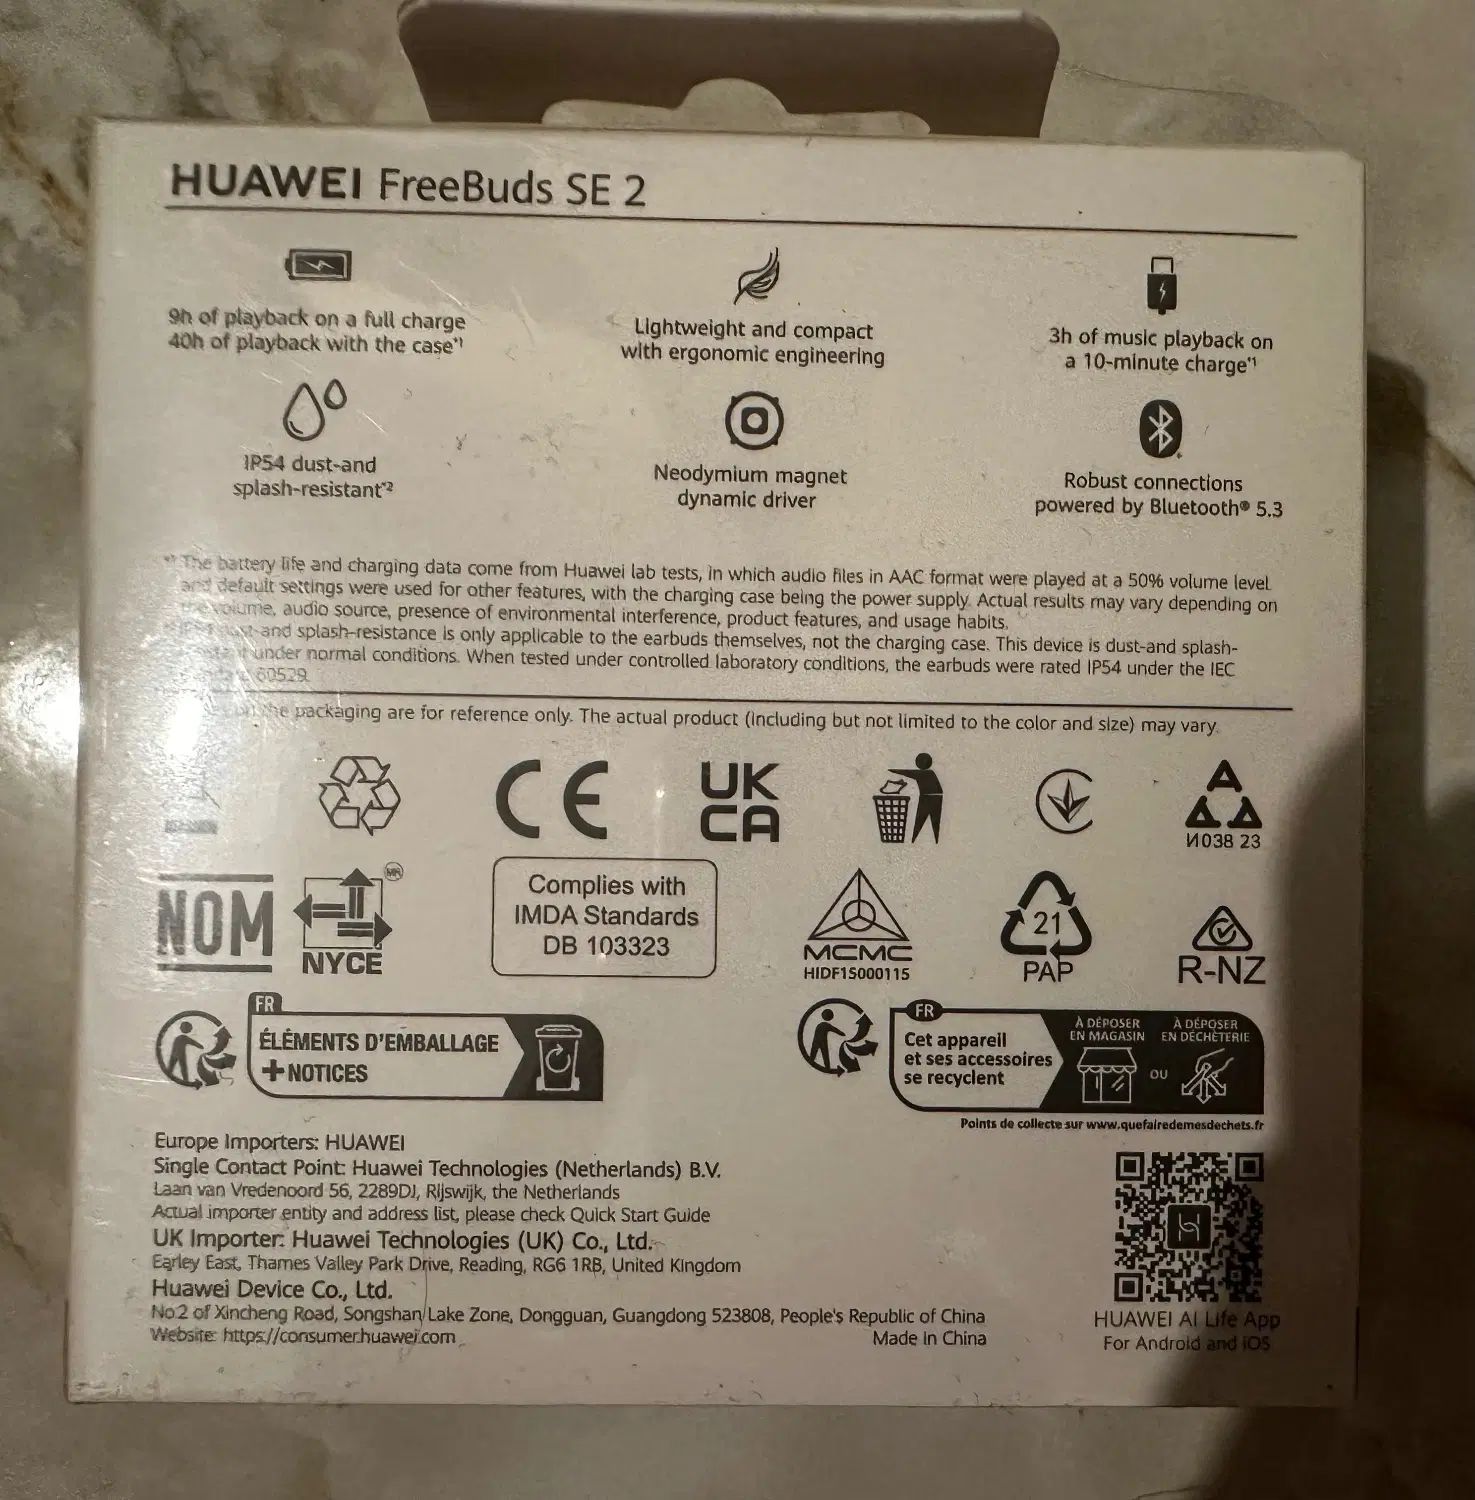 HUAWEI FreeBuds SE 2
9h of playback on a full charge
40h of playback with the case*1
Lightweight and compact
with ergonomic engineering
3h of music playback on
a 10-minute charge*1
IP54 dust-and
splash-resistant*2
Neodymium magnet
dynamic driver
Robust connections
powered by Bluetooth® 5.3
*1 The battery life and charging data come from Huawei lab tests, in which audio files in AAC format were played at a 50% volume level
and default settings were used for other features, with the charging case being the power supply. Actual results may vary depending on
the volume, audio source, presence of environmental interference, product features, and usage habits.
IP54 dust-and splash-resistance is only applicable to the earbuds themselves, not the charging case. This device is dust-and splash-
under normal conditions. When tested under controlled laboratory conditions, the earbuds were rated IP54 under the IEC
60529.
on the packaging are for reference only. The actual product (including but not limited to the color and size) may vary.
CE
UK
CA
A
И038 23
NOM
MR
NYCE
Complies with
IMDA Standards
DB 103323
MCMC
HIDF15000115
21
PAP
R-NZ
FR
ÉLÉMENTS D'EMBALLAGE
+NOTICES
FR
Cet appareil
et ses accessoires
se recyclent
À DÉPOSER
EN MAGASIN
OU
À DÉPOSER
EN DÉCHÈTERIE
Points de collecte sur www.quefairedemesdechets.fr
Europe Importers: HUAWEI
Single Contact Point: Huawei Technologies (Netherlands) B.V.
Laan van Vredenoord 56, 2289DJ, Rijswijk, the Netherlands
Actual importer entity and address list, please check Quick Start Guide
UK Importer: Huawei Technologies (UK) Co., Ltd.
Earley East, Thames Valley Park Drive, Reading, RG6 1RB, United Kingdom
Huawei Device Co., Ltd.
No.2 of Xincheng Road, Songshan Lake Zone, Dongguan, Guangdong 523808, People's Republic of China
Website: https://consumer.huawei.com
Made in China
HUAWEI AI Life App
For Android and iOS